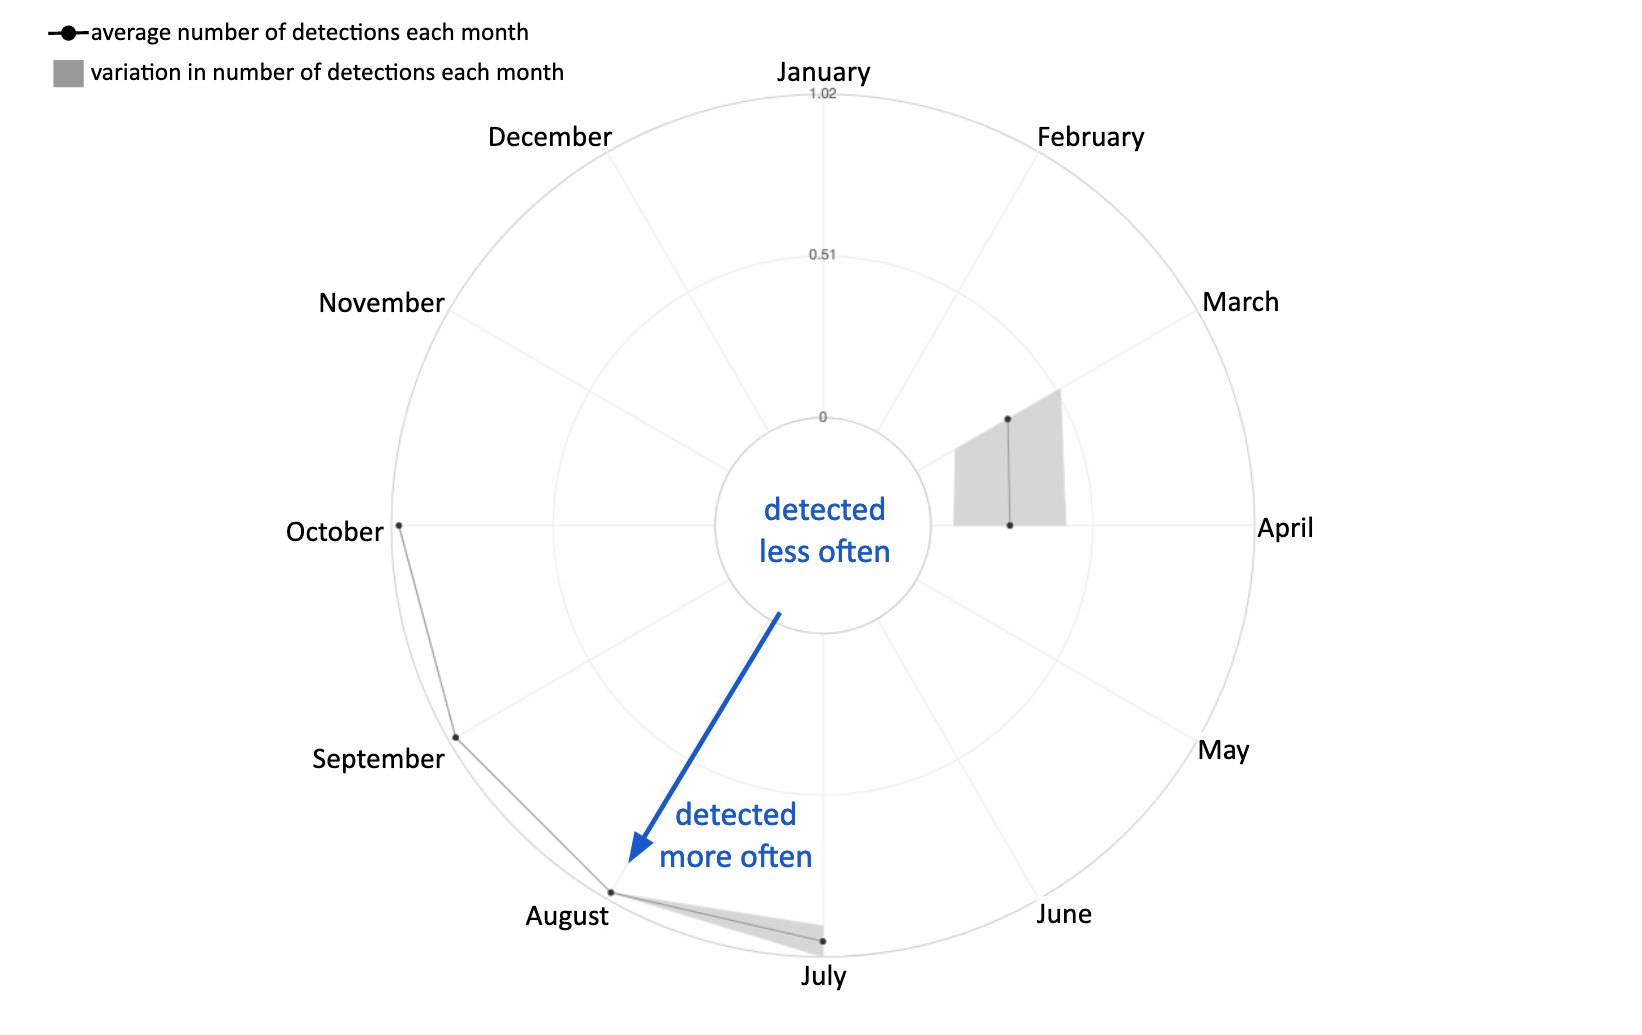 average number of detections each month
variation in number of detections each month
January
1.02
December
February
0.51
November
March
0
detected
less often
October
April
September
May
detected
more often
August
June
July